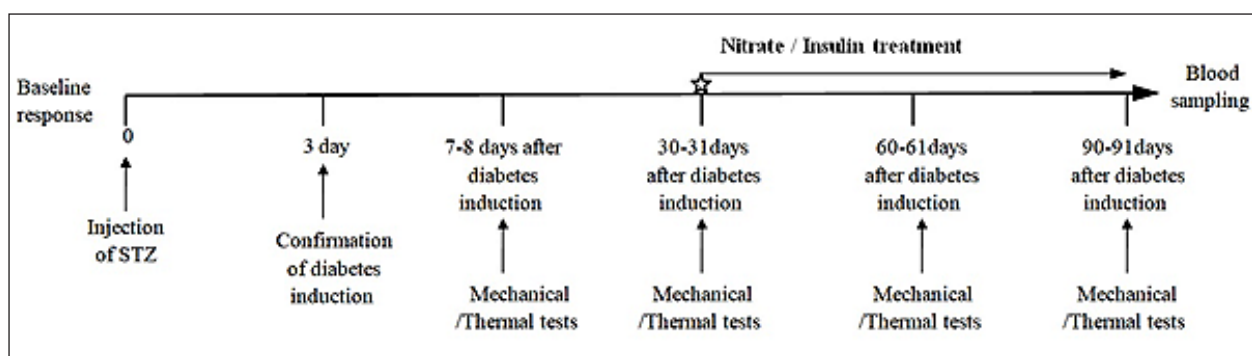 Nitrate / Insulin treatment
Baseline
response
Blood
sampling
0
3 day
7-8 days after
diabetes
induction
30-31days
after diabetes
induction
60-61days
after diabetes
induction
90-91days
after diabetes
induction
Injection
of STZ
Confirmation
of diabetes
induction
Mechanical
/Thermal tests
Mechanical
/Thermal tests
Mechanical
/Thermal tests
Mechanical
/Thermal tests